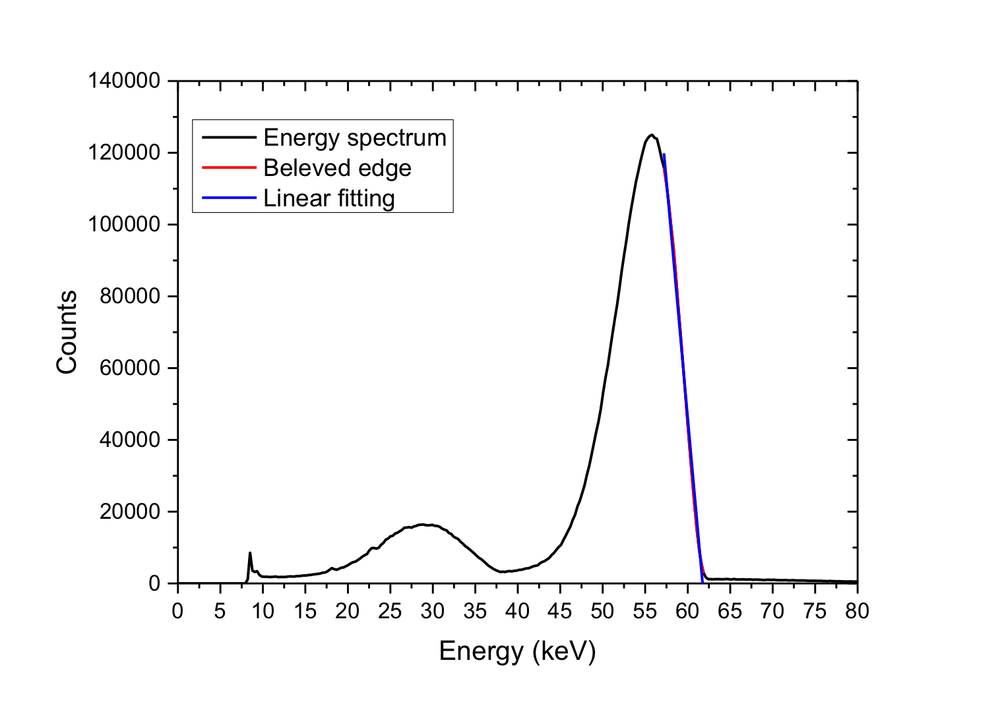 140000
120000
100000
80000
60000
40000
20000
0
Counts
Energy spectrum
Beleved edge
Linear fitting
0 5 10 15 20 25 30 35 40 45 50 55 60 65 70 75 80
Energy (keV)